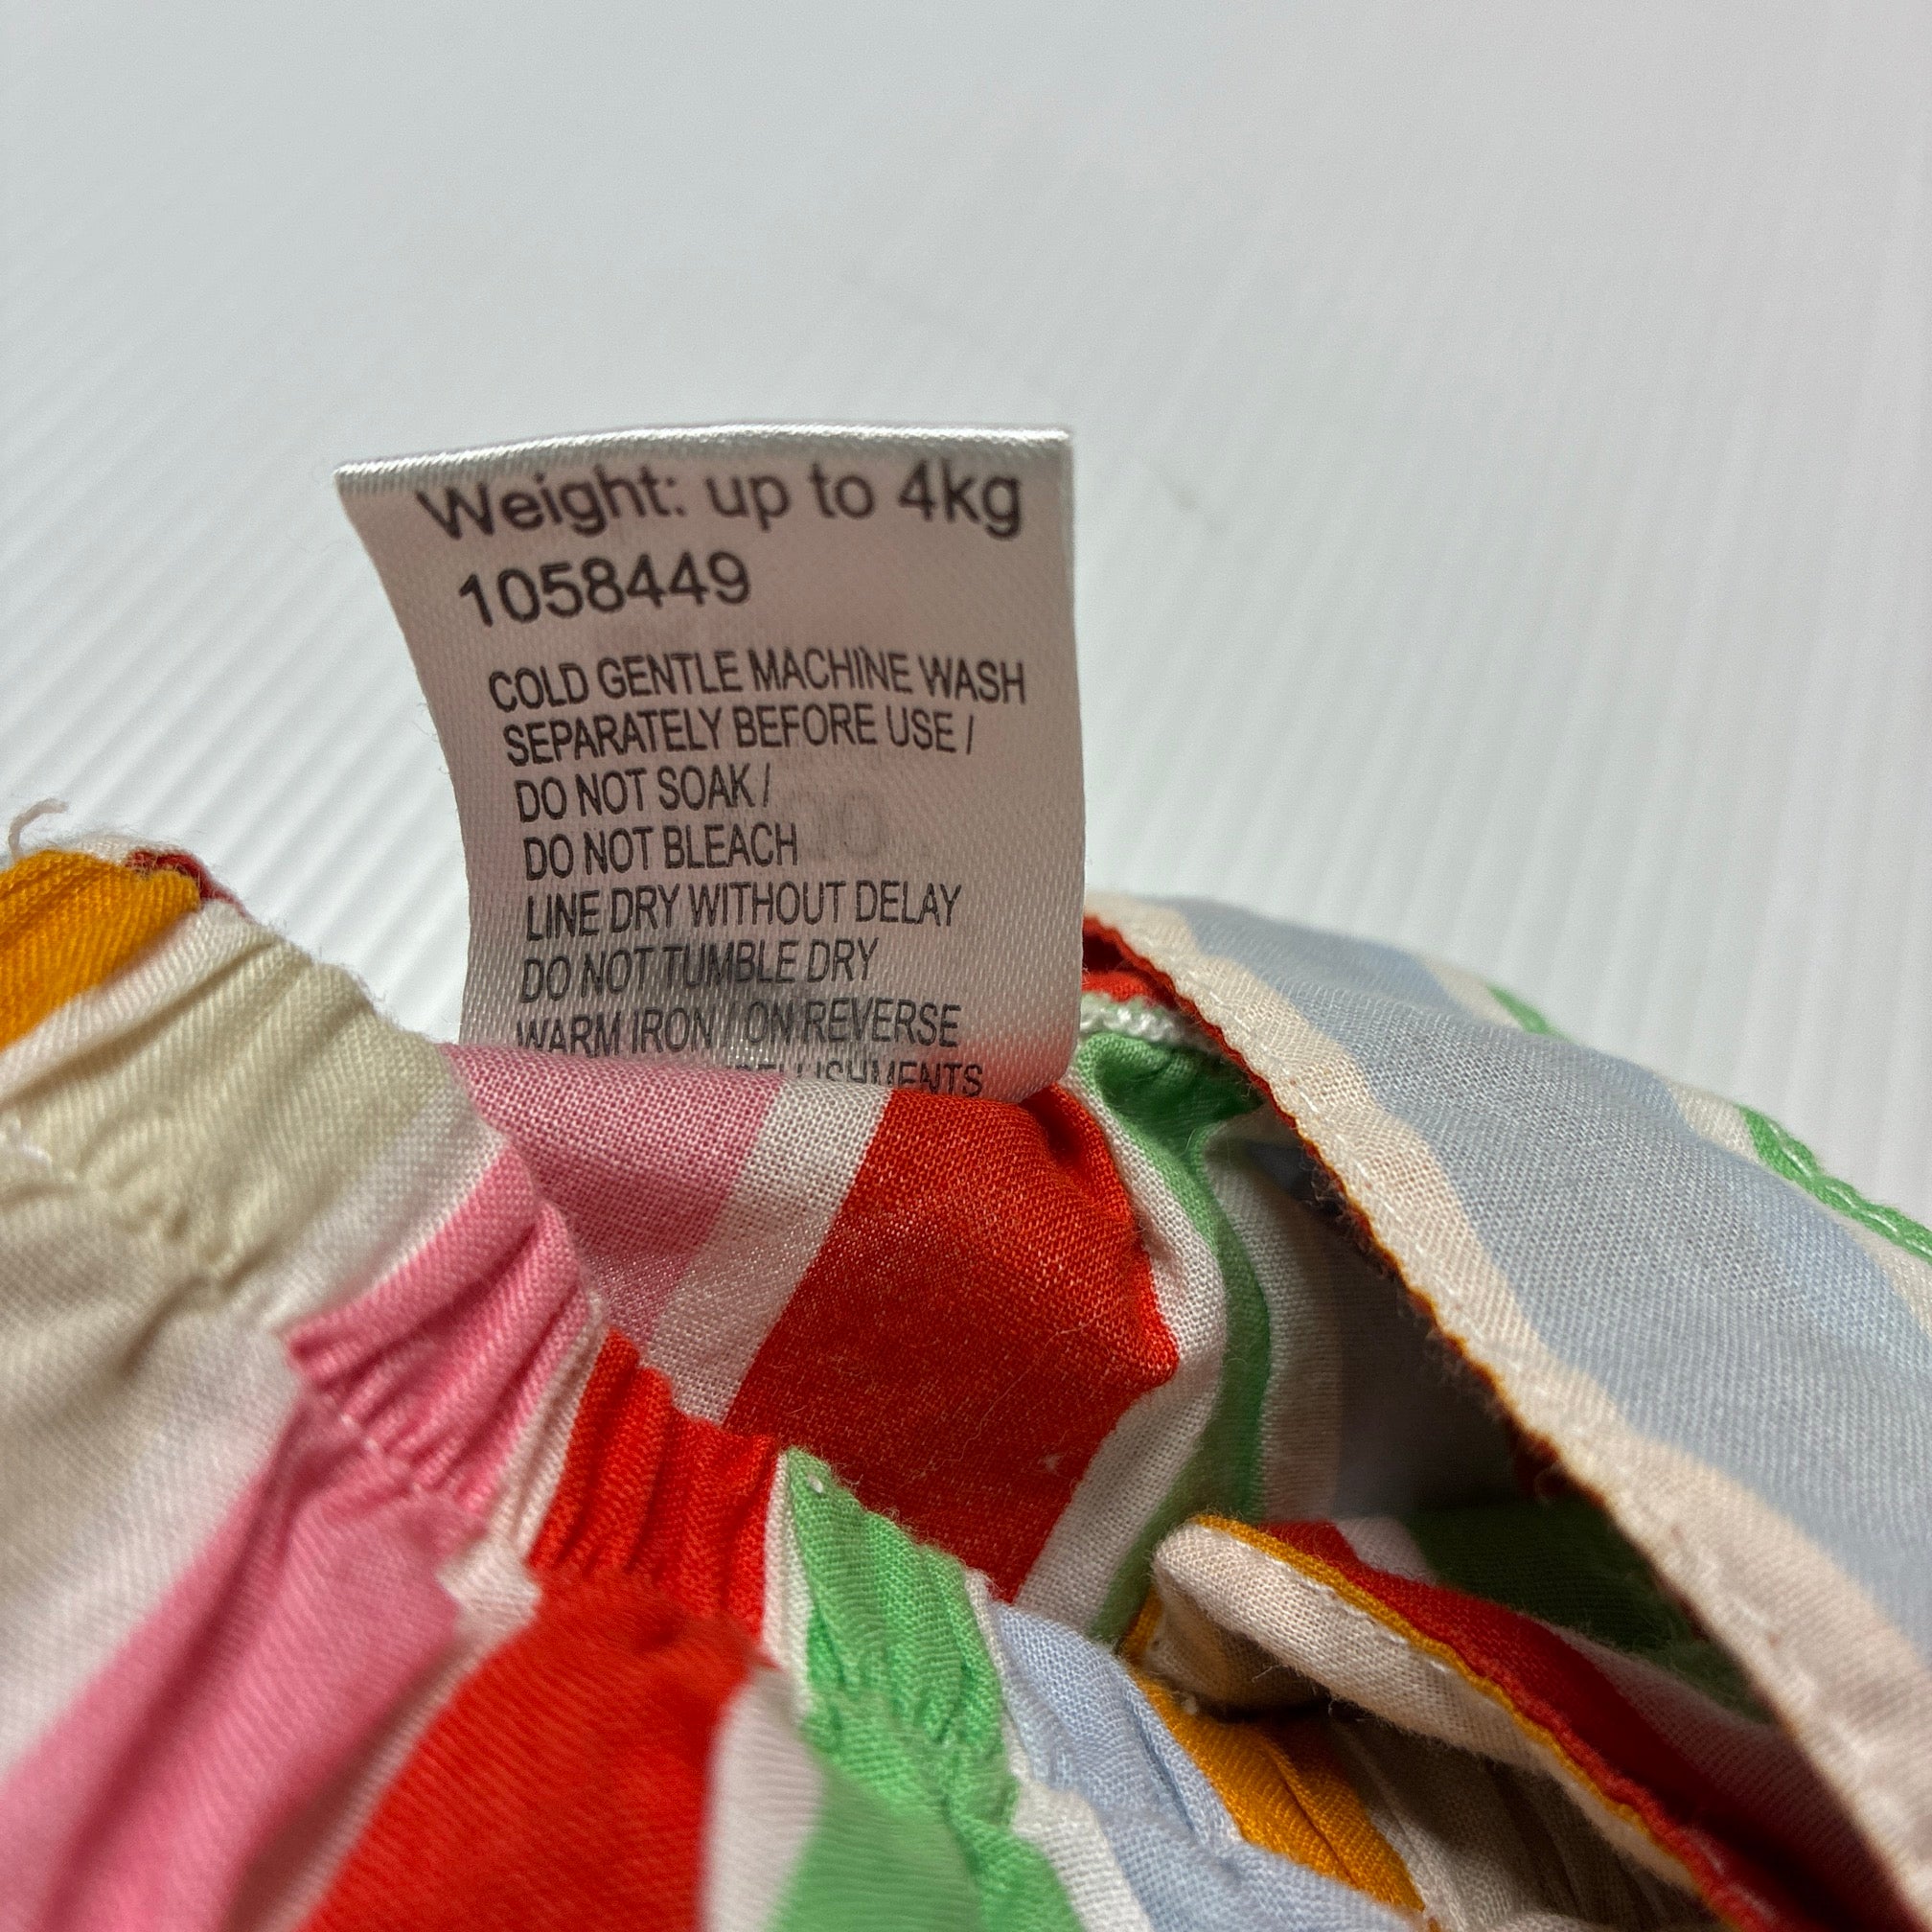 Weight: up to 4kg
1058449
COLD GENTLE MACHINE WASH
SEPARATELY BEFORE USE /
DO NOT SOAK /
DO NOT BLEACH
LINE DRY WITHOUT DELAY
DO NOT TUMBLE DRY
WARM IRON / ON REVERSE